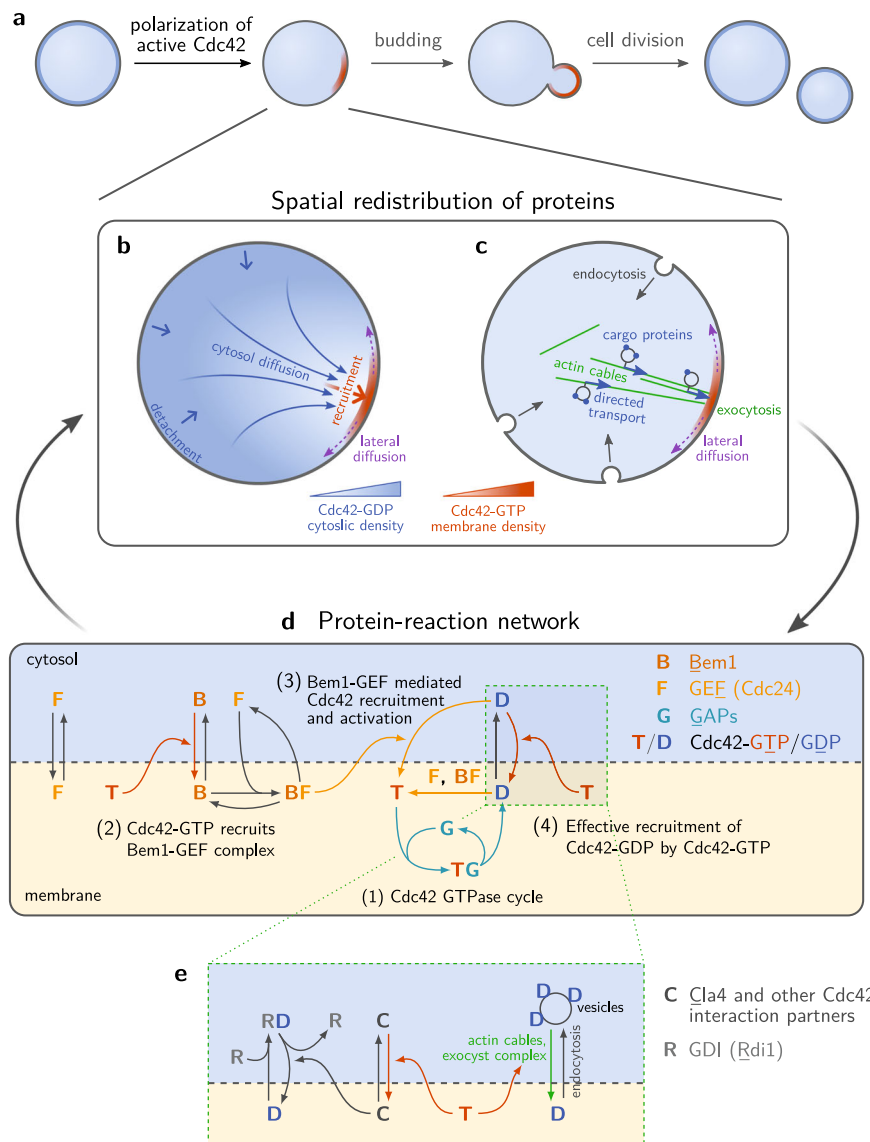 a
polarization of
active Cdc42
budding
cell division
Spatial redistribution of proteins
b
cytosol diffusion
recruitment
detachment
lateral
diffusion
c
endocytosis
cargo proteins
actin cables
directed
transport
exocytosis
lateral
diffusion
Cdc42-GDP
cytoslic density
Cdc42-GTP
membrane density
d Protein-reaction network
cytosol
(3) Bem1-GEF mediated
Cdc42 recruitment
and activation
B Bem1
F GEF (Cdc24)
G GAPs
T/D Cdc42-GTP/GDP
F B F D
F, BF
F T B BF T D T
(2) Cdc42-GTP recruits
Bem1-GEF complex
G
TG
(4) Effective recruitment of
Cdc42-GDP by Cdc42-GTP
(1) Cdc42 GTPase cycle
membrane
e
D D
D
vesicles
RD R C
R
actin cables,
exocyst complex
endocytosis
D C T D
C Cla4 and other Cdc42
interaction partners
R GDI (Rdi1)